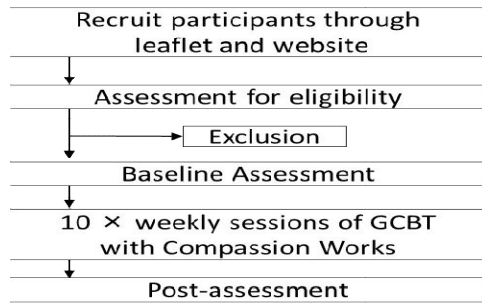 Recruit participants through
leaflet and website
Assessment for eligibility
Exclusion
Baseline Assessment
10 × weekly sessions of GCBT
with Compassion Works
Post-assessment